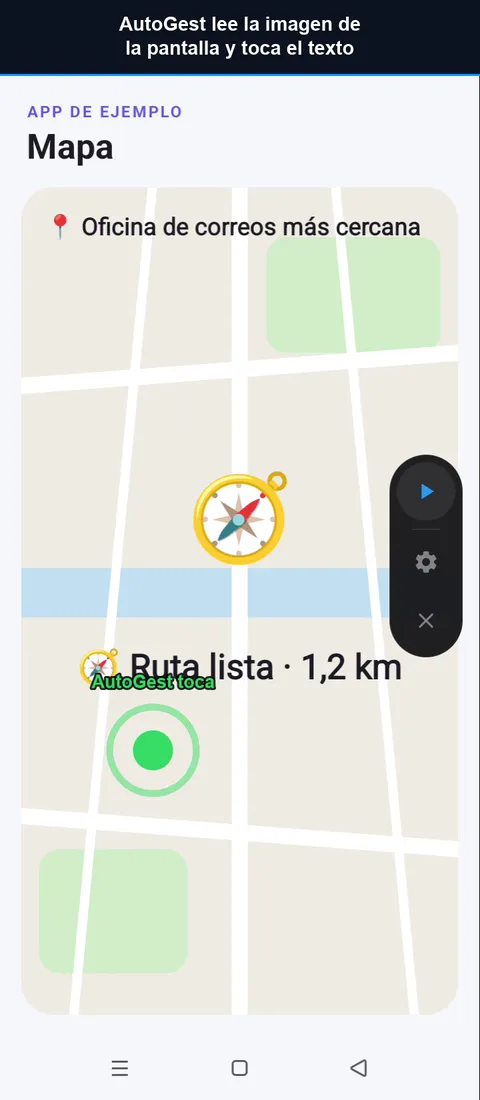 AutoGest lee la imagen de
la pantalla y toca el texto
APP DE EJEMPLO
Mapa
Oficina de correos más cercana
Ruta lista · 1,2 km
AutoGest toca